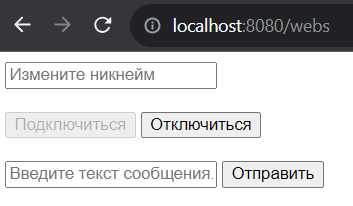 localhost:8080/webs
Измените никнейм
Подключиться Отключиться
Введите текст сообщения. Отправить